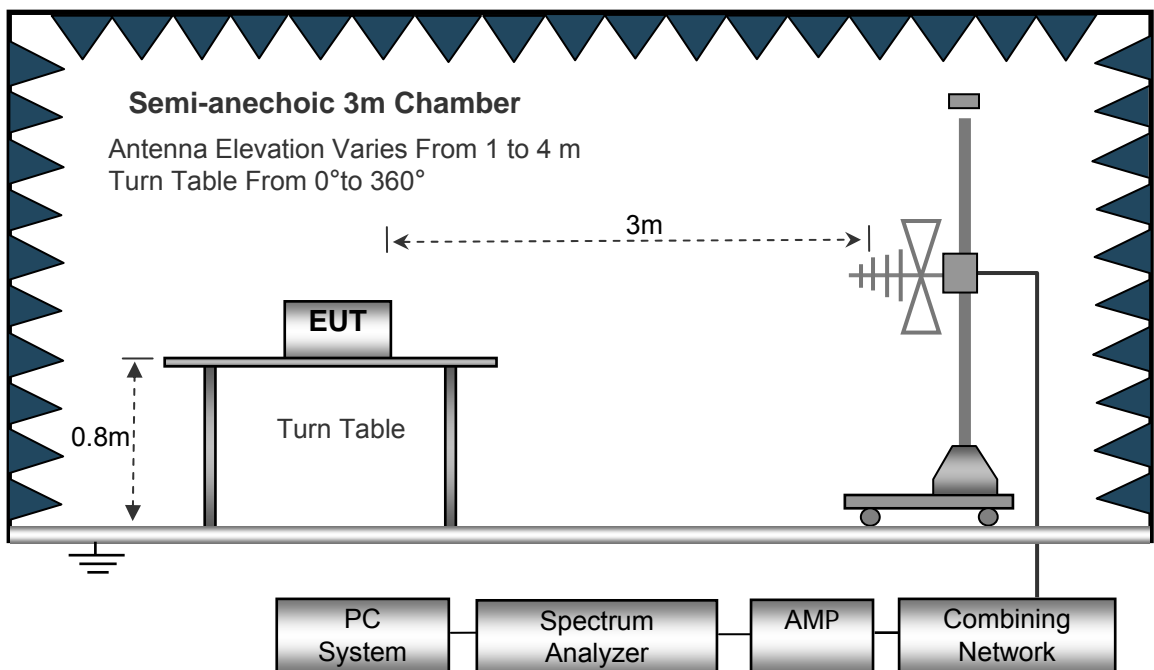 Semi-anechoic 3m Chamber
Antenna Elevation Varies From 1 to 4 m
Turn Table From 0°to 360°
3m
EUT
0.8m
Turn Table
PC
System
Spectrum
Analyzer
AMP
Combining
Network